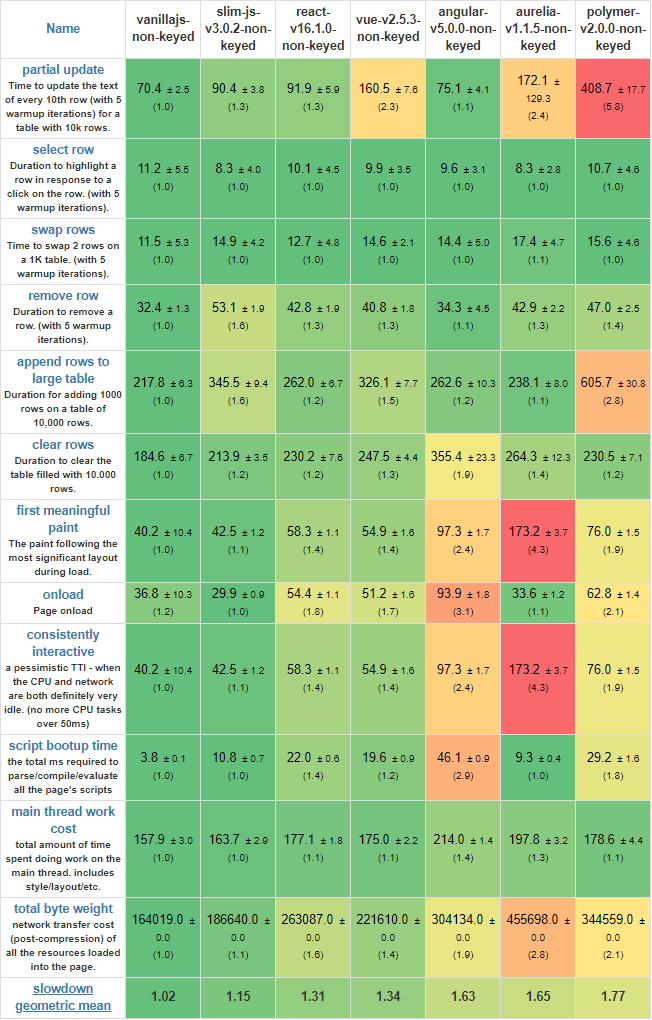 Name vanillajs-non-keyed slim-js-v3.0.2-non-keyed react-v16.1.0-non-keyed vue-v2.5.3-non-keyed angular-v5.0.0-non-keyed aurelia-v1.1.5-non-keyed polymer-v2.0.0-non-keyed
partial update
Time to update the text
of every 10th row (with 5
warmup iterations) for a
table with 10k rows.
70.4 ± 2.5 90.4 ± 3.8 91.9 ± 5.9 160.5 ± 7.6 75.1 ± 4.1 172.1 ± 129.3 408.7 ± 17.7
(1.0) (1.3) (1.3) (2.3) (1.1) (2.4) (5.8)
select row
Duration to highlight a
row in response to a
click on the row. (with 5
warmup iterations).
11.2 ± 5.5 8.3 ± 4.0 10.1 ± 4.5 9.9 ± 3.5 9.6 ± 3.1 8.3 ± 2.8 10.7 ± 4.6
(1.0) (1.0) (1.0) (1.0) (1.0) (1.0) (1.0)
swap rows
Time to swap 2 rows on
a 1K table. (with 5
warmup iterations).
11.5 ± 5.3 14.9 ± 4.2 12.7 ± 4.8 14.6 ± 2.1 14.4 ± 5.0 17.4 ± 4.7 15.6 ± 4.6
(1.0) (1.0) (1.0) (1.0) (1.0) (1.1) (1.0)
remove row
Duration to remove a
row. (with 5 warmup
iterations).
32.4 ± 1.3 53.1 ± 1.9 42.8 ± 1.9 40.8 ± 1.8 34.3 ± 4.5 42.9 ± 2.2 47.0 ± 2.5
(1.0) (1.6) (1.3) (1.3) (1.1) (1.3) (1.4)
append rows to
large table
Duration for adding 1000
rows on a table of
10,000 rows.
217.8 ± 6.3 345.5 ± 9.4 262.0 ± 6.7 326.1 ± 7.7 262.6 ± 10.3 238.1 ± 8.0 605.7 ± 30.8
(1.0) (1.6) (1.2) (1.5) (1.2) (1.1) (2.8)
clear rows
Duration to clear the
table filled with 10.000
rows.
184.6 ± 6.7 213.9 ± 3.5 230.2 ± 7.6 247.5 ± 4.4 355.4 ± 23.3 264.3 ± 12.3 230.5 ± 7.1
(1.0) (1.2) (1.2) (1.3) (1.9) (1.4) (1.2)
first meaningful
paint
The paint following the
most significant layout
during load.
40.2 ± 10.4 42.5 ± 1.2 58.3 ± 1.1 54.9 ± 1.6 97.3 ± 1.7 173.2 ± 3.7 76.0 ± 1.5
(1.0) (1.1) (1.4) (1.4) (2.4) (4.3) (1.9)
onload
Page onload
36.8 ± 10.3 29.9 ± 0.9 54.4 ± 1.1 51.2 ± 1.6 93.9 ± 1.8 33.6 ± 1.2 62.8 ± 1.4
(1.2) (1.0) (1.8) (1.7) (3.1) (1.1) (2.1)
consistently
interactive
a pessimistic TTI - when
the CPU and network
are both definitely very
idle. (no more CPU tasks
over 50ms)
40.2 ± 10.4 42.5 ± 1.2 58.3 ± 1.1 54.9 ± 1.6 97.3 ± 1.7 173.2 ± 3.7 76.0 ± 1.5
(1.0) (1.1) (1.4) (1.4) (2.4) (4.3) (1.9)
script bootup time
the total ms required to
parse/compile/evaluate
all the page's scripts
3.8 ± 0.1 10.8 ± 0.7 22.0 ± 0.6 19.6 ± 0.9 46.1 ± 0.9 9.3 ± 0.4 29.2 ± 1.6
(1.0) (1.0) (1.4) (1.2) (2.9) (1.0) (1.8)
main thread work
cost
total amount of time
spent doing work on the
main thread. includes
style/layout/etc.
157.9 ± 3.0 163.7 ± 2.9 177.1 ± 1.8 175.0 ± 2.2 214.0 ± 1.4 197.8 ± 3.2 178.6 ± 4.4
(1.0) (1.0) (1.1) (1.1) (1.4) (1.3) (1.1)
total byte weight
network transfer cost
(post-compression) of
all the resources loaded
into the page.
164019.0 ± 0.0 186640.0 ± 0.0 263087.0 ± 0.0 221610.0 ± 0.0 304134.0 ± 0.0 455698.0 ± 0.0 344559.0 ± 0.0
(1.0) (1.1) (1.6) (1.4) (1.9) (2.8) (2.1)
slowdown
geometric mean
1.02 1.15 1.31 1.34 1.63 1.65 1.77